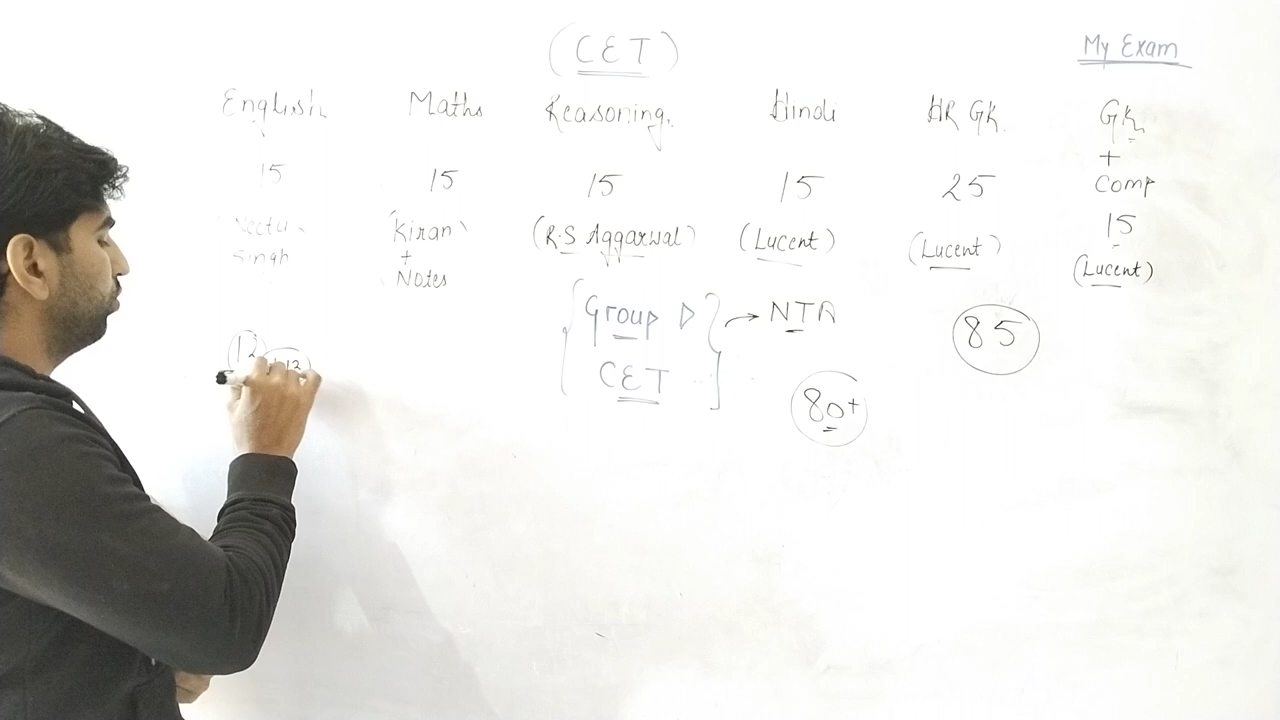 (CET)
My Exam
English Maths Reasoning Hindi HR GK GK
+
Comp
15 15 15 15 25 15
Neetu Singh
Kiran + Notes
(R.S Aggarwal)
(Lucent)
(Lucent)
(Lucent)
Group D
CET
→ NTA
80+
85
12